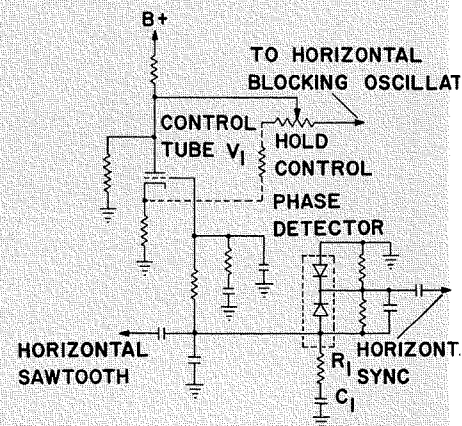 B+
TO HORIZONTAL
BLOCKING OSCILLAT
CONTROL
TUBE V1
HOLD
CONTROL
PHASE
DETECTOR
HORIZONTAL
SAWTOOTH
R1
C1
HORIZONT
SYNC